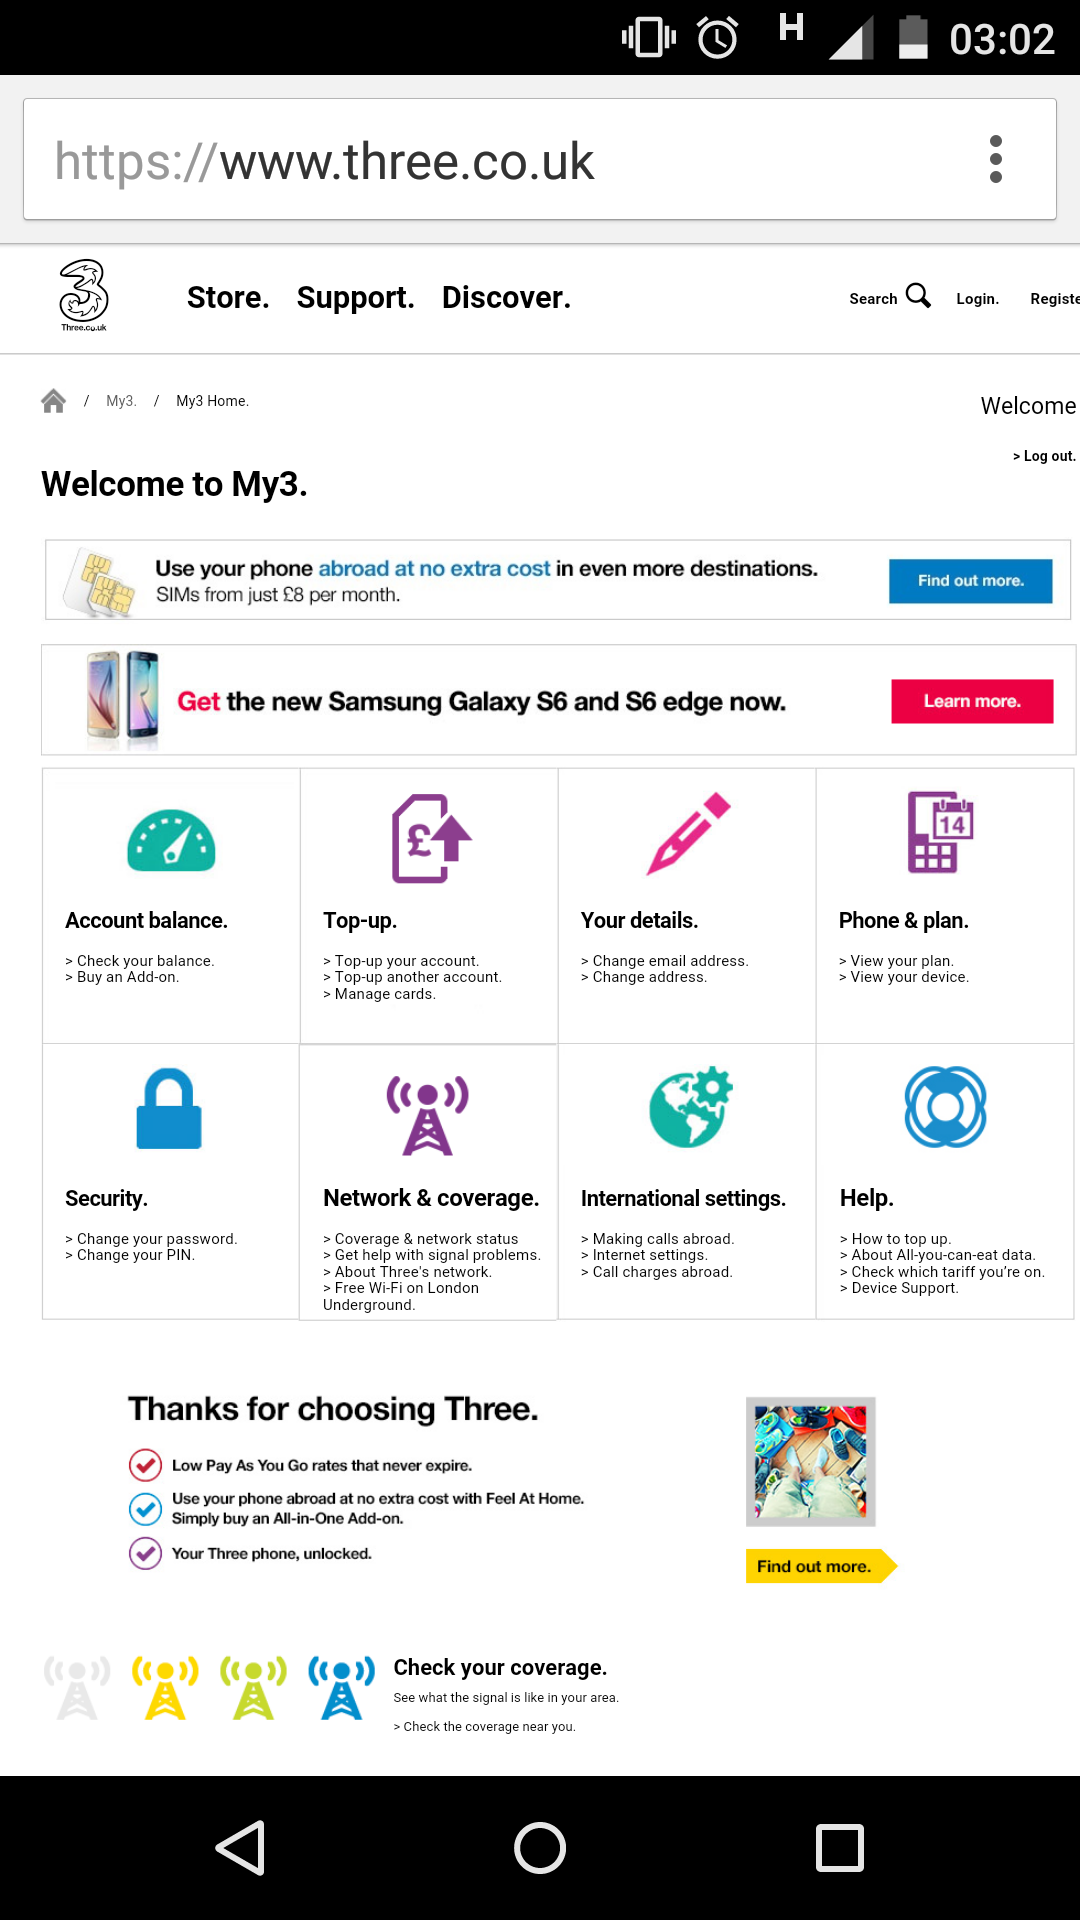 H 03:02
https://www.three.co.uk
Three.co.uk
Store. Support. Discover. Search Login. Registe
/ My3. / My3 Home.
Welcome
> Log out.
Welcome to My3.
Use your phone abroad at no extra cost in even more destinations.
SIMs from just £8 per month.
Find out more.
Get the new Samsung Galaxy S6 and S6 edge now.
Learn more.
Account balance.
> Check your balance.
> Buy an Add-on.
£
Top-up.
> Top-up your account.
> Top-up another account.
> Manage cards.
Your details.
> Change email address.
> Change address.
14
Phone & plan.
> View your plan.
> View your device.
Security.
> Change your password.
> Change your PIN.
Network & coverage.
> Coverage & network status
> Get help with signal problems.
> About Three's network.
> Free Wi-Fi on London
Underground.
International settings.
> Making calls abroad.
> Internet settings.
> Call charges abroad.
Help.
> How to top up.
> About All-you-can-eat data.
> Check which tariff you’re on.
> Device Support.
Thanks for choosing Three.
Low Pay As You Go rates that never expire.
Use your phone abroad at no extra cost with Feel At Home.
Simply buy an All-in-One Add-on.
Your Three phone, unlocked.
Find out more.
Check your coverage.
See what the signal is like in your area.
> Check the coverage near you.